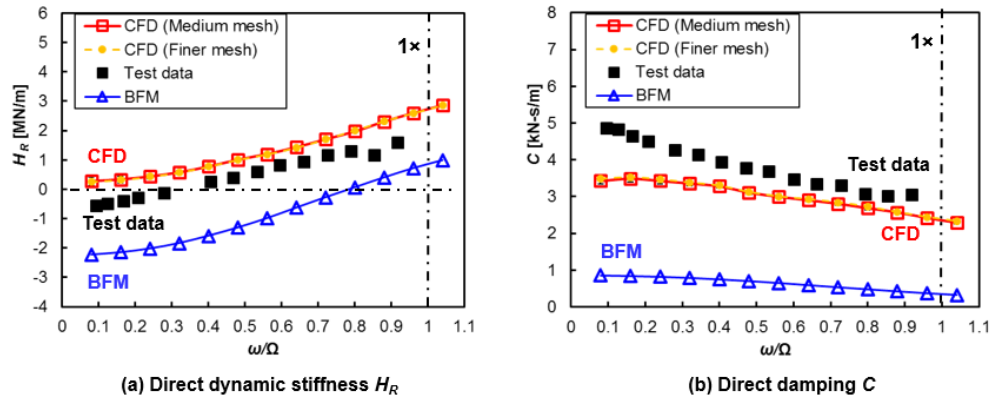 CFD (Medium mesh)
CFD (Finer mesh)
Test data
BFM
1×
CFD
Test data
BFM
H_R [MN/m]
6
5
4
3
2
1
0
-1
-2
-3
-4
0 0.1 0.2 0.3 0.4 0.5 0.6 0.7 0.8 0.9 1 1.1
ω/Ω
(a) Direct dynamic stiffness H_R
CFD (Medium mesh)
CFD (Finer mesh)
Test data
BFM
1×
Test data
CFD
BFM
C [kN-s/m]
8
7
6
5
4
3
2
1
0
0 0.1 0.2 0.3 0.4 0.5 0.6 0.7 0.8 0.9 1 1.1
ω/Ω
(b) Direct damping C